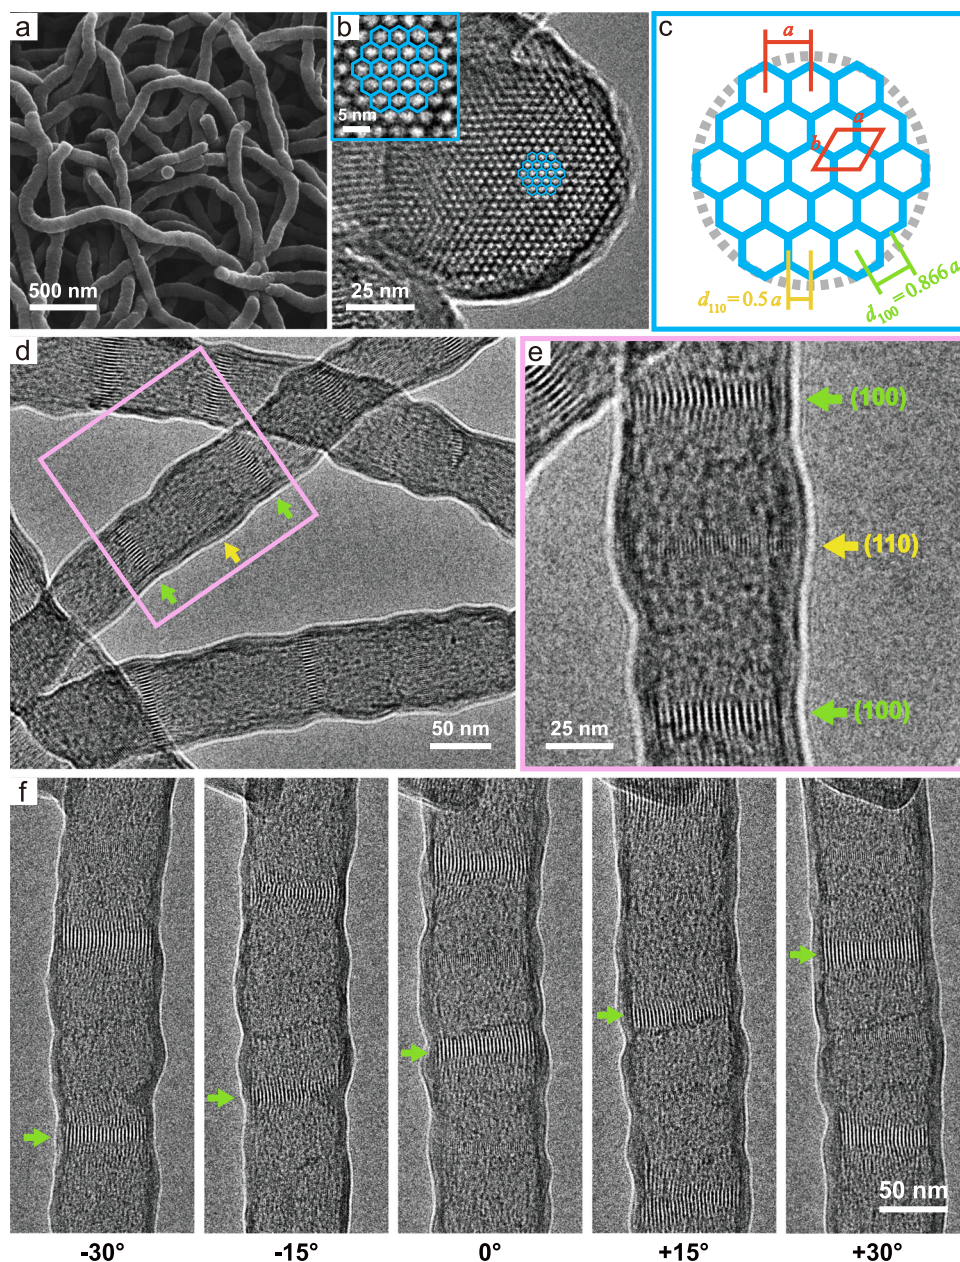 a
500 nm
b
5 nm
25 nm
c
a
a
b
d110 = 0.5 a
d100 = 0.866 a
d
50 nm
e
(100)
(110)
(100)
25 nm
f
50 nm
-30°
-15°
0°
+15°
+30°